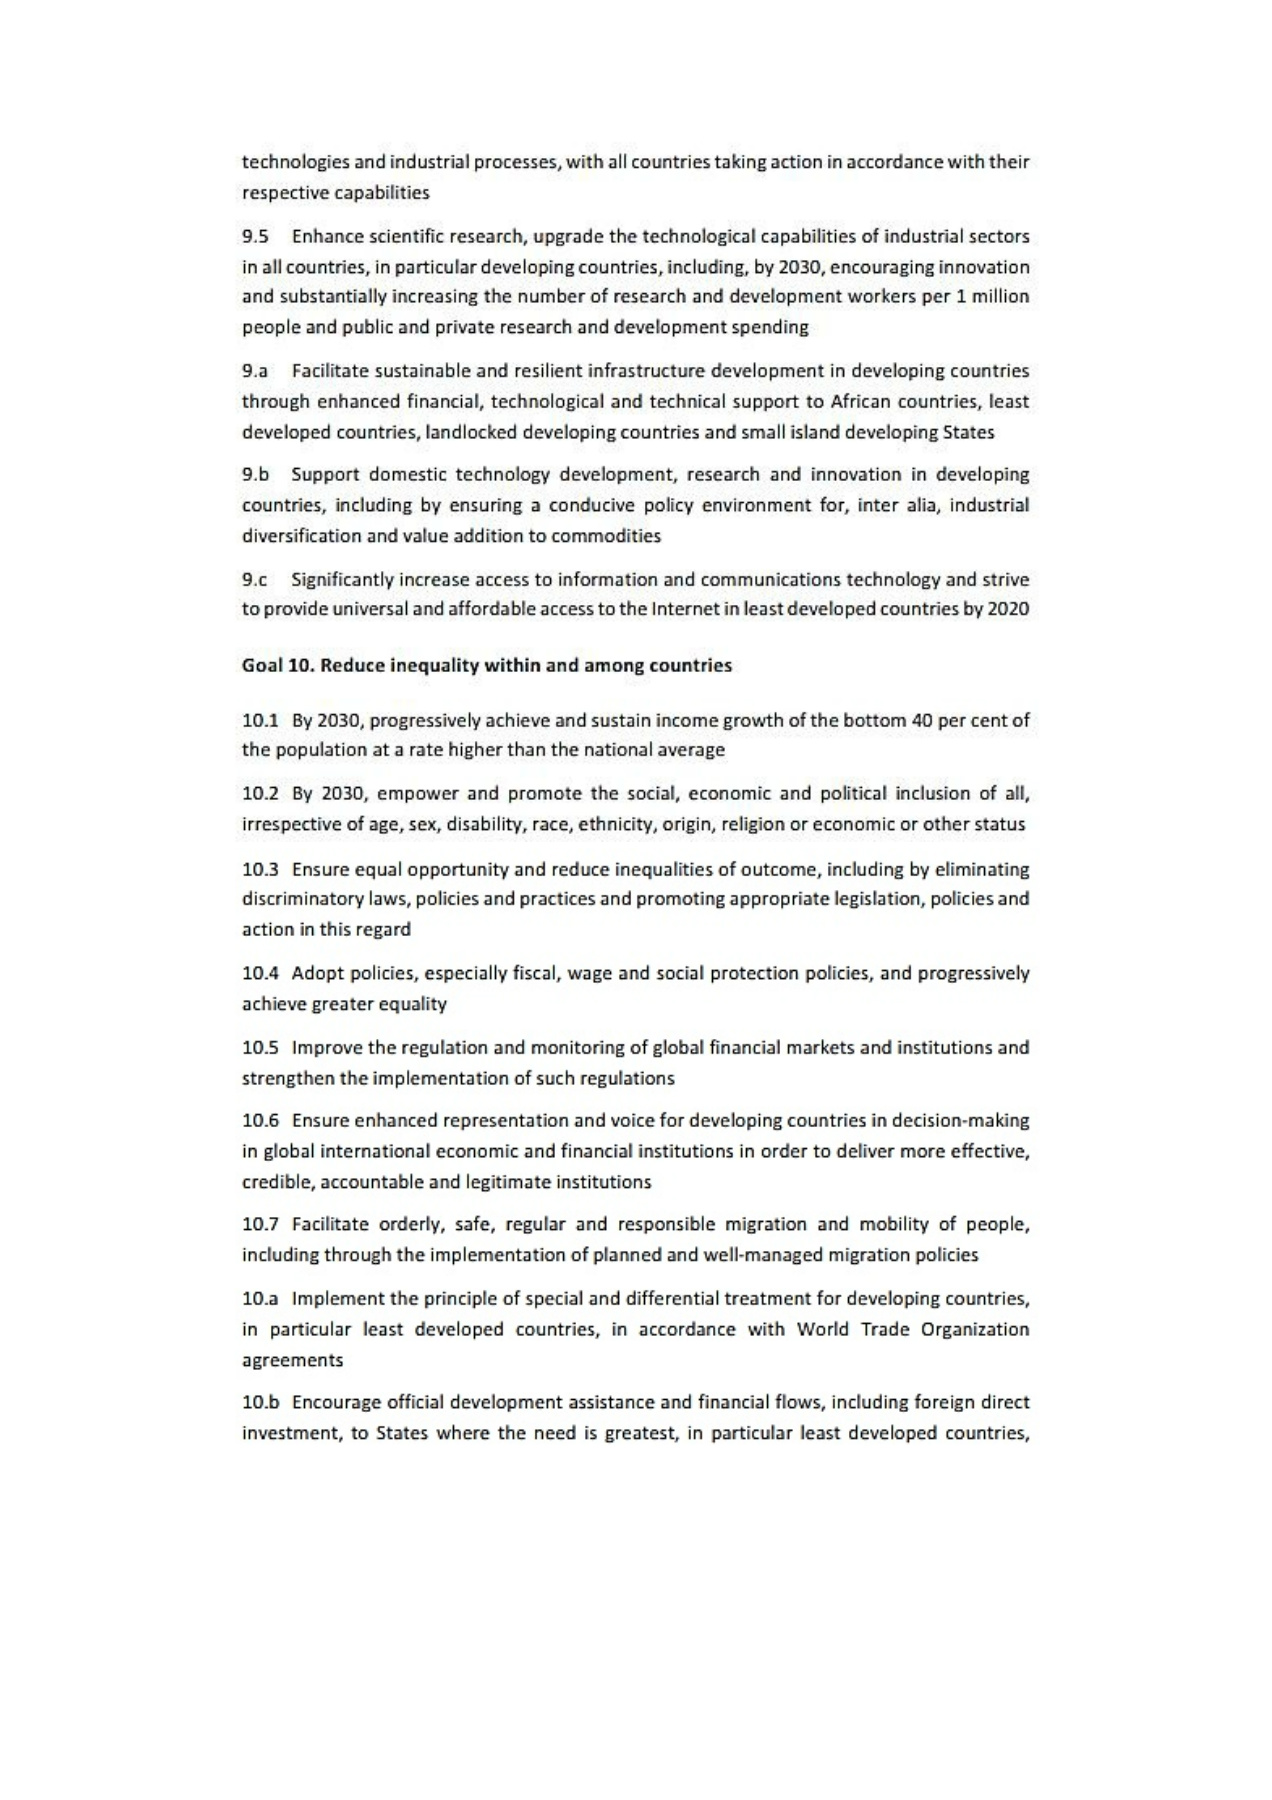 technologies and industrial processes, with all countries taking action in accordance with their
respective capabilities
9.5 Enhance scientific research, upgrade the technological capabilities of industrial sectors
in all countries, in particular developing countries, including, by 2030, encouraging innovation
and substantially increasing the number of research and development workers per 1 million
people and public and private research and development spending
9.a Facilitate sustainable and resilient infrastructure development in developing countries
through enhanced financial, technological and technical support to African countries, least
developed countries, landlocked developing countries and small island developing States
9.b Support domestic technology development, research and innovation in developing
countries, including by ensuring a conducive policy environment for, inter alia, industrial
diversification and value addition to commodities
9.c Significantly increase access to information and communications technology and strive
to provide universal and affordable access to the Internet in least developed countries by 2020
Goal 10. Reduce inequality within and among countries
10.1 By 2030, progressively achieve and sustain income growth of the bottom 40 per cent of
the population at a rate higher than the national average
10.2 By 2030, empower and promote the social, economic and political inclusion of all,
irrespective of age, sex, disability, race, ethnicity, origin, religion or economic or other status
10.3 Ensure equal opportunity and reduce inequalities of outcome, including by eliminating
discriminatory laws, policies and practices and promoting appropriate legislation, policies and
action in this regard
10.4 Adopt policies, especially fiscal, wage and social protection policies, and progressively
achieve greater equality
10.5 Improve the regulation and monitoring of global financial markets and institutions and
strengthen the implementation of such regulations
10.6 Ensure enhanced representation and voice for developing countries in decision-making
in global international economic and financial institutions in order to deliver more effective,
credible, accountable and legitimate institutions
10.7 Facilitate orderly, safe, regular and responsible migration and mobility of people,
including through the implementation of planned and well-managed migration policies
10.a Implement the principle of special and differential treatment for developing countries,
in particular least developed countries, in accordance with World Trade Organization
agreements
10.b Encourage official development assistance and financial flows, including foreign direct
investment, to States where the need is greatest, in particular least developed countries,